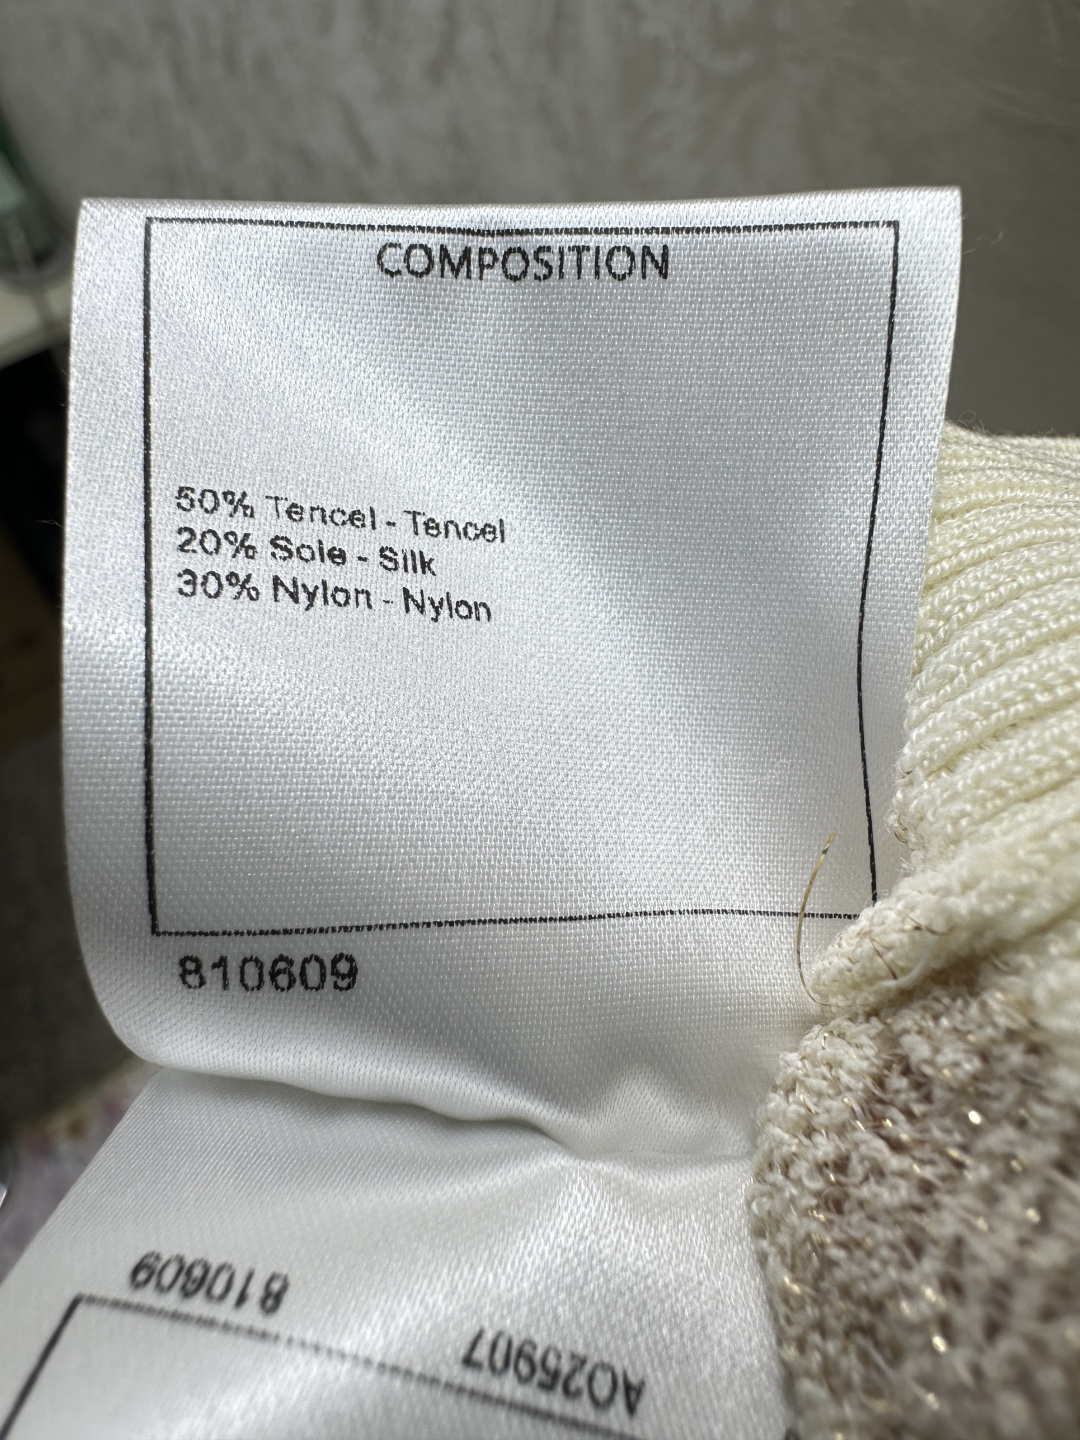 COMPOSITION
50% Tencel - Tencel
20% Soie - Silk
30% Nylon - Nylon
810609
810609
A025907